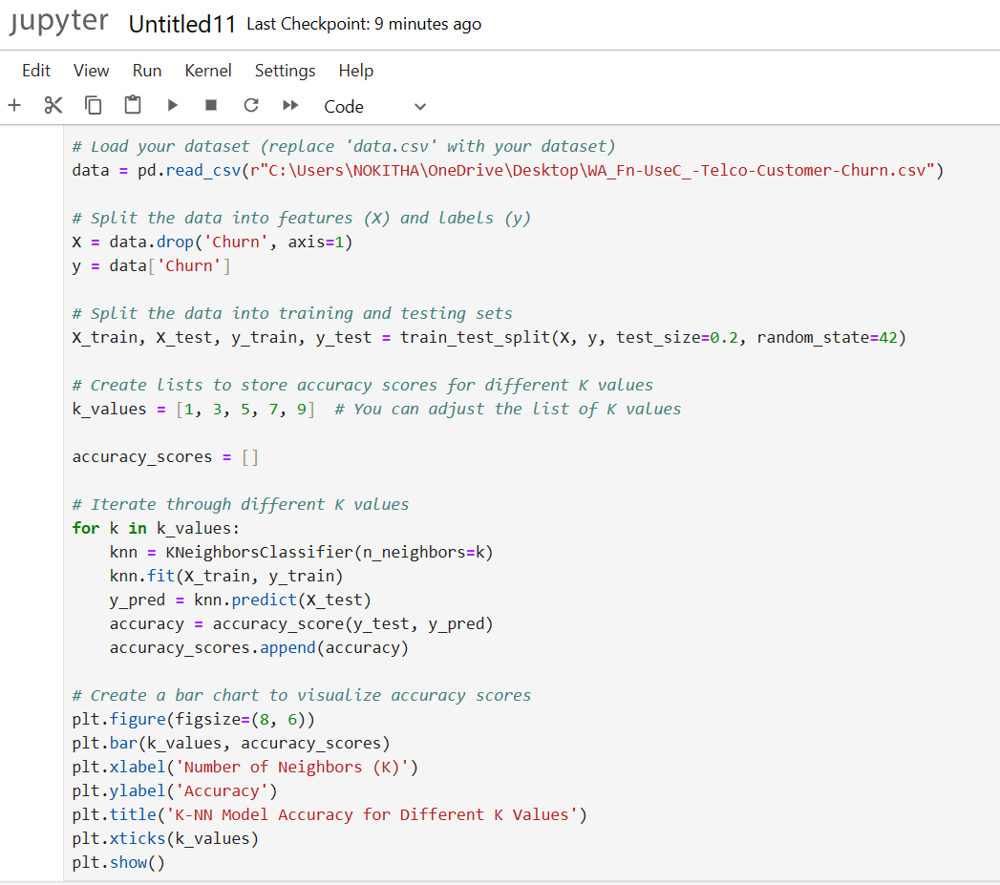 jupyter Untitled11 Last Checkpoint: 9 minutes ago
Edit View Run Kernel Settings Help
Code
# Load your dataset (replace 'data.csv' with your dataset)
data = pd.read_csv(r"C:\Users\NOKITHA\OneDrive\Desktop\WA_Fn-UseC_-Telco-Customer-Churn.csv")
# Split the data into features (X) and labels (y)
X = data.drop('Churn', axis=1)
y = data['Churn']
# Split the data into training and testing sets
X_train, X_test, y_train, y_test = train_test_split(X, y, test_size=0.2, random_state=42)
# Create lists to store accuracy scores for different K values
k_values = [1, 3, 5, 7, 9]  # You can adjust the list of K values
accuracy_scores = []
# Iterate through different K values
for k in k_values:
    knn = KNeighborsClassifier(n_neighbors=k)
    knn.fit(X_train, y_train)
    y_pred = knn.predict(X_test)
    accuracy = accuracy_score(y_test, y_pred)
    accuracy_scores.append(accuracy)
# Create a bar chart to visualize accuracy scores
plt.figure(figsize=(8, 6))
plt.bar(k_values, accuracy_scores)
plt.xlabel('Number of Neighbors (K)')
plt.ylabel('Accuracy')
plt.title('K-NN Model Accuracy for Different K Values')
plt.xticks(k_values)
plt.show()